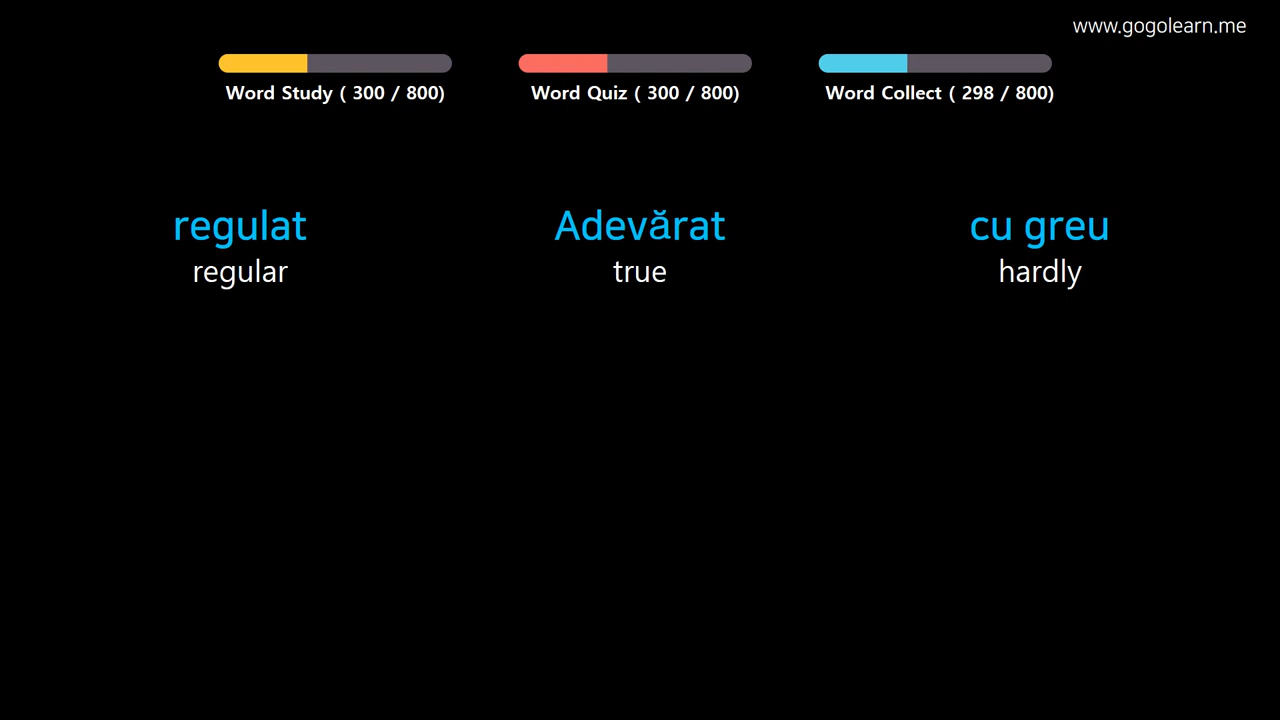 www.gogolearn.me
Word Study ( 300 / 800)
Word Quiz ( 300 / 800)
Word Collect ( 298 / 800)
regulat
regular
Adevărat
true
cu greu
hardly